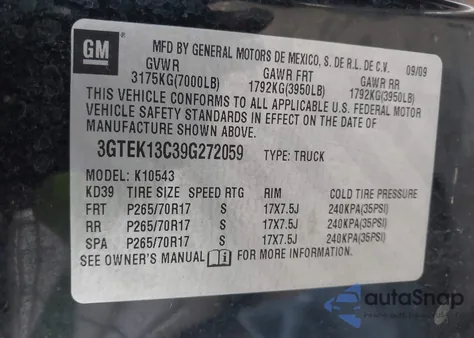 GM
MFD BY GENERAL MOTORS DE MEXICO, S. DE R.L. DE C.V. 09/09
GVWR GAWR FRT GAWR RR
3175KG(7000LB) 1792KG(3950LB) 1792KG(3950LB)
THIS VEHICLE CONFORMS TO ALL APPLICABLE U.S. FEDERAL MOTOR
VEHICLE SAFETY STANDARDS IN EFFECT ON THE DATE OF
MANUFACTURE SHOWN ABOVE.
3GTEK13C39G272059 TYPE: TRUCK
MODEL: K10543
KD39 TIRE SIZE SPEED RTG RIM COLD TIRE PRESSURE
FRT P265/70R17 S 17X7.5J 240KPA(35PSI)
RR P265/70R17 S 17X7.5J 240KPA(35PSI)
SPA P265/70R17 S 17X7.5J 240KPA(35PSI)
SEE OWNER'S MANUAL FOR MORE INFORMATION.
autoSnap